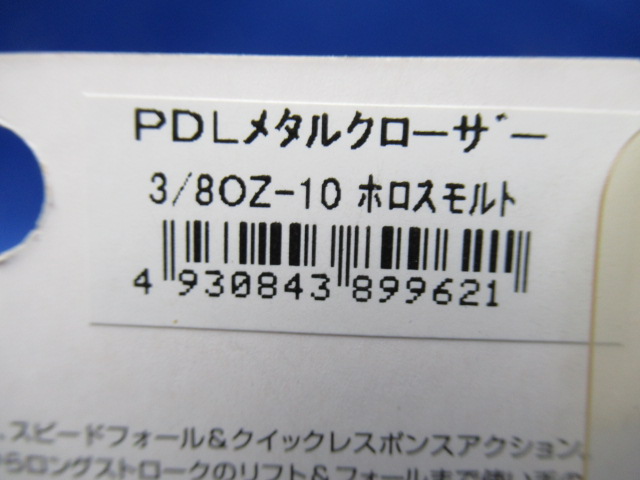 PDLメタルクローザー
3/8OZ-10 ホロスモルト
4 930843 899621
スピードフォール&クイックレスポンスアクション、
らロングストロークのリフト&フォールまで使い手の